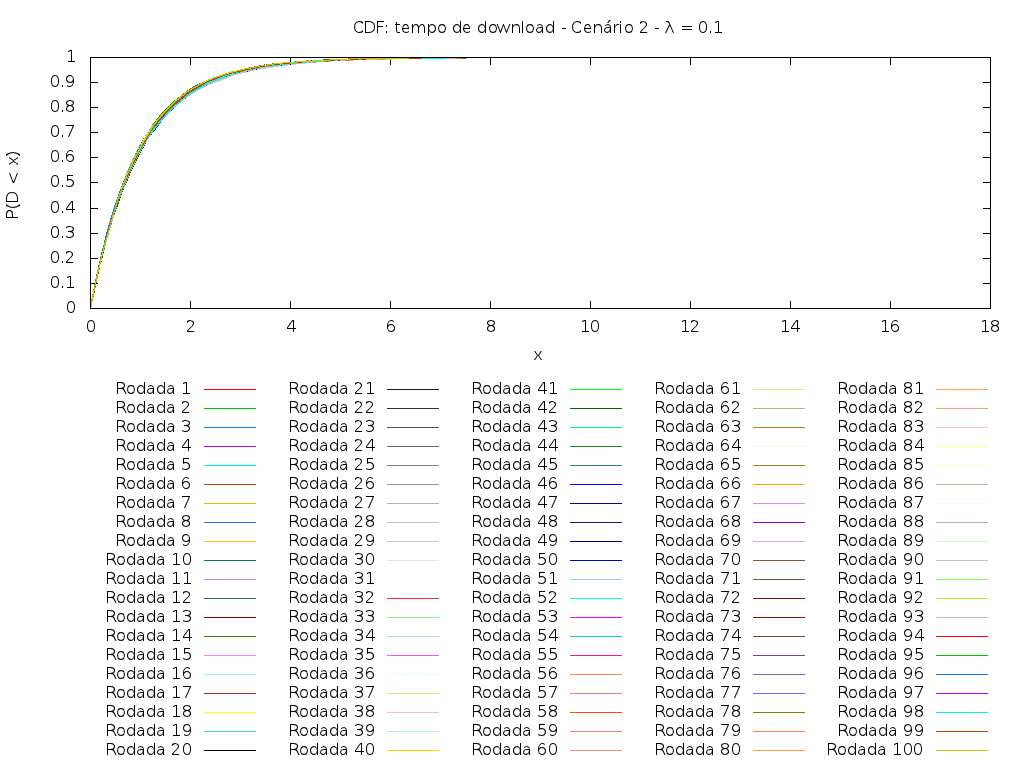 CDF: tempo de download - Cenário 2 - λ = 0.1
1
0.9
0.8
0.7
0.6
0.5
0.4
0.3
0.2
0.1
0
P(D < x)
0 2 4 6 8 10 12 14 16 18
x
Rodada 1 Rodada 21 Rodada 41 Rodada 61 Rodada 81
Rodada 2 Rodada 22 Rodada 42 Rodada 62 Rodada 82
Rodada 3 Rodada 23 Rodada 43 Rodada 63 Rodada 83
Rodada 4 Rodada 24 Rodada 44 Rodada 64 Rodada 84
Rodada 5 Rodada 25 Rodada 45 Rodada 65 Rodada 85
Rodada 6 Rodada 26 Rodada 46 Rodada 66 Rodada 86
Rodada 7 Rodada 27 Rodada 47 Rodada 67 Rodada 87
Rodada 8 Rodada 28 Rodada 48 Rodada 68 Rodada 88
Rodada 9 Rodada 29 Rodada 49 Rodada 69 Rodada 89
Rodada 10 Rodada 30 Rodada 50 Rodada 70 Rodada 90
Rodada 11 Rodada 31 Rodada 51 Rodada 71 Rodada 91
Rodada 12 Rodada 32 Rodada 52 Rodada 72 Rodada 92
Rodada 13 Rodada 33 Rodada 53 Rodada 73 Rodada 93
Rodada 14 Rodada 34 Rodada 54 Rodada 74 Rodada 94
Rodada 15 Rodada 35 Rodada 55 Rodada 75 Rodada 95
Rodada 16 Rodada 36 Rodada 56 Rodada 76 Rodada 96
Rodada 17 Rodada 37 Rodada 57 Rodada 77 Rodada 97
Rodada 18 Rodada 38 Rodada 58 Rodada 78 Rodada 98
Rodada 19 Rodada 39 Rodada 59 Rodada 79 Rodada 99
Rodada 20 Rodada 40 Rodada 60 Rodada 80 Rodada 100